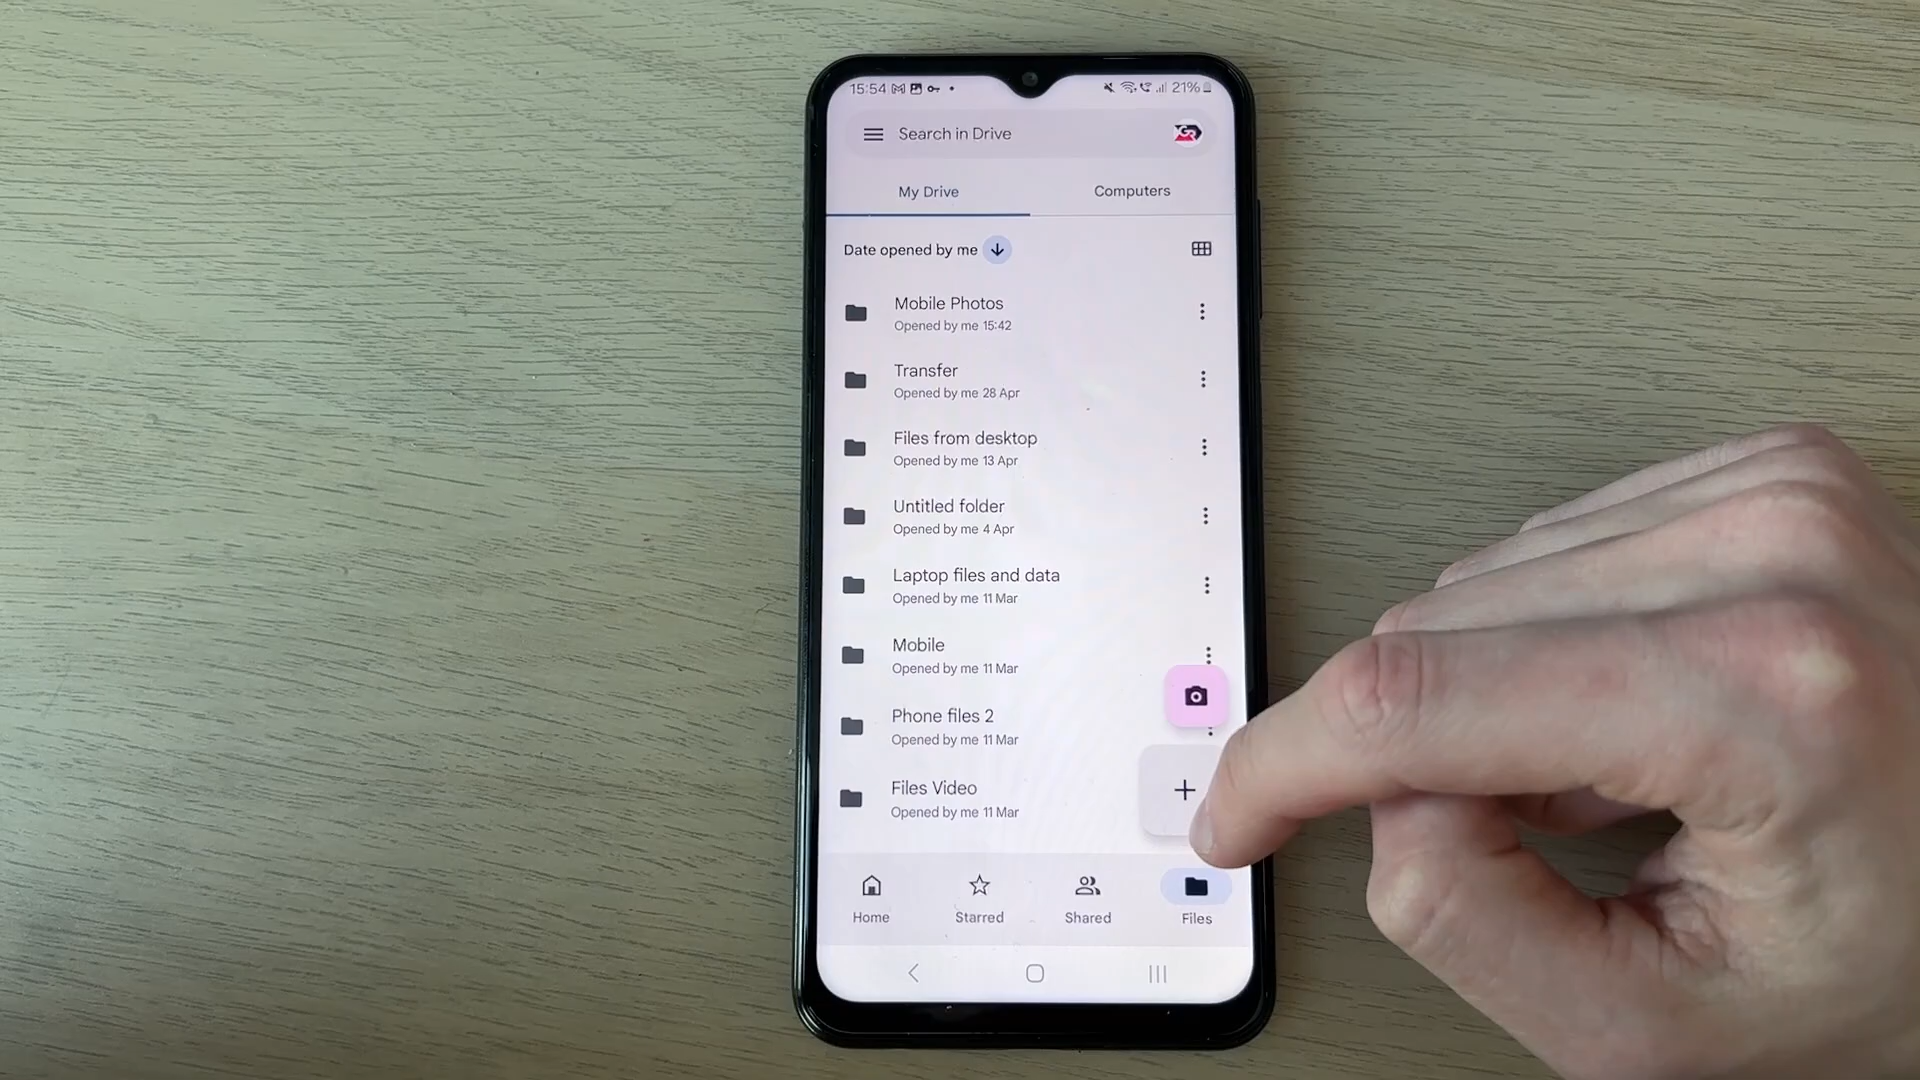 15:54
21%
Search in Drive
GR
My Drive
Computers
Date opened by me
Mobile Photos
Opened by me 15:42
Transfer
Opened by me 28 Apr
Files from desktop
Opened by me 13 Apr
Untitled folder
Opened by me 4 Apr
Laptop files and data
Opened by me 11 Mar
Mobile
Opened by me 11 Mar
Phone files 2
Opened by me 11 Mar
Files Video
Opened by me 11 Mar
Home
Starred
Shared
Files